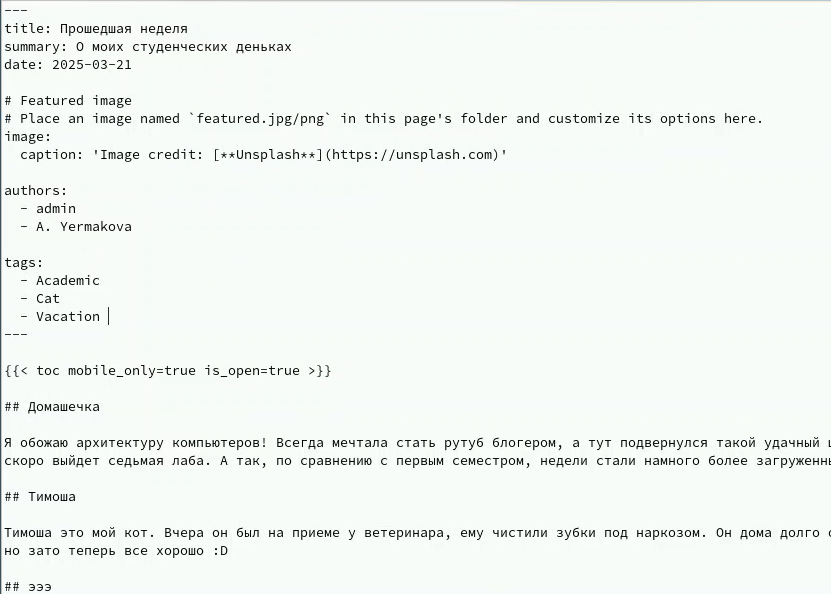 ---
title: Прошедшая неделя
summary: О моих студенческих деньках
date: 2025-03-21
# Featured image
# Place an image named `featured.jpg/png` in this page's folder and customize its options here.
image:
caption: 'Image credit: [**Unsplash**](https://unsplash.com)'
authors:
- admin
- A. Yermakova
tags:
- Academic
- Cat
- Vacation
---
{{< toc mobile_only=true is_open=true >}}
## Домашечка
Я обожаю архитектуру компьютеров! Всегда мечтала стать рутуб блогером, а тут подвернулся такой удачный
скоро выйдет седьмая лаба. А так, по сравнению с первым семестром, недели стали намного более
## Тимоша
Тимоша это мой кот. Вчера он был на приеме у ветеринара, ему чистили зубки под наркозом. Он дома долго
но зато теперь все хорошо :D
## эээ